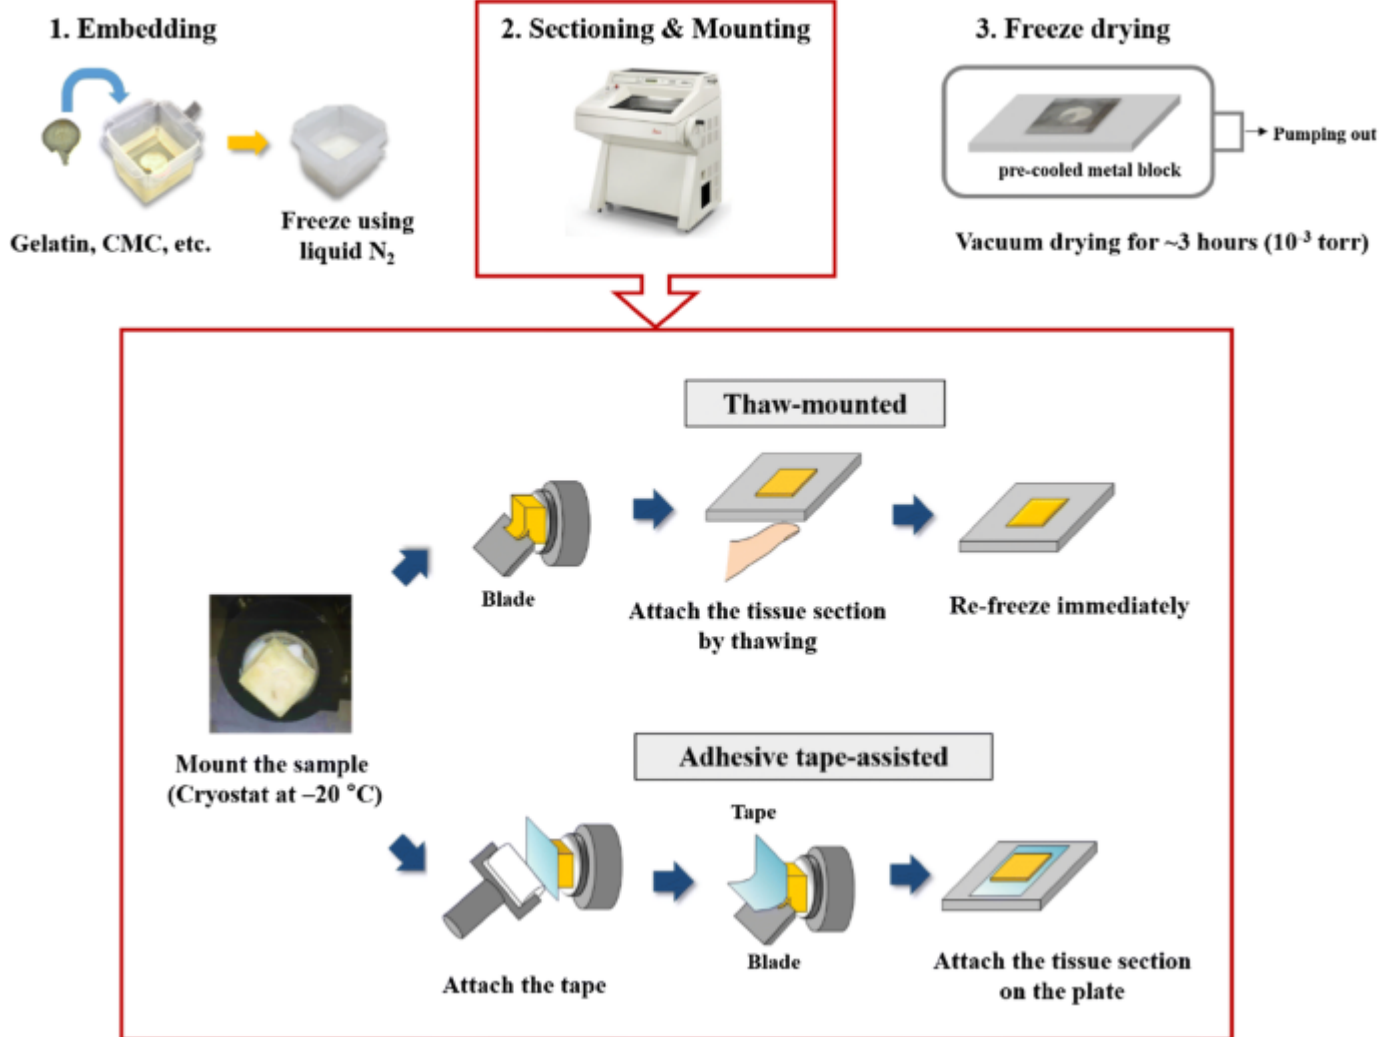 1. Embedding
Gelatin, CMC, etc.
Freeze using
liquid N₂
2. Sectioning & Mounting
3. Freeze drying
pre-cooled metal block
Pumping out
Vacuum drying for ~3 hours (10⁻³ torr)
Thaw-mounted
Blade
Attach the tissue section
by thawing
Re-freeze immediately
Mount the sample
(Cryostat at –20 °C)
Adhesive tape-assisted
Attach the tape
Tape
Blade
Attach the tissue section
on the plate